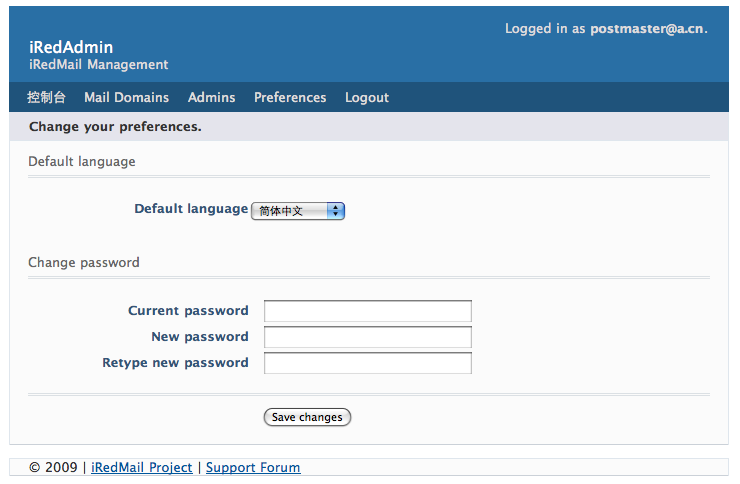 Logged in as postmaster@a.cn.
iRedAdmin
iRedMail Management
控制台 Mail Domains Admins Preferences Logout
Change your preferences.
Default language
Default language 简体中文
Change password
Current password
New password
Retype new password
Save changes
© 2009 | iRedMail Project | Support Forum